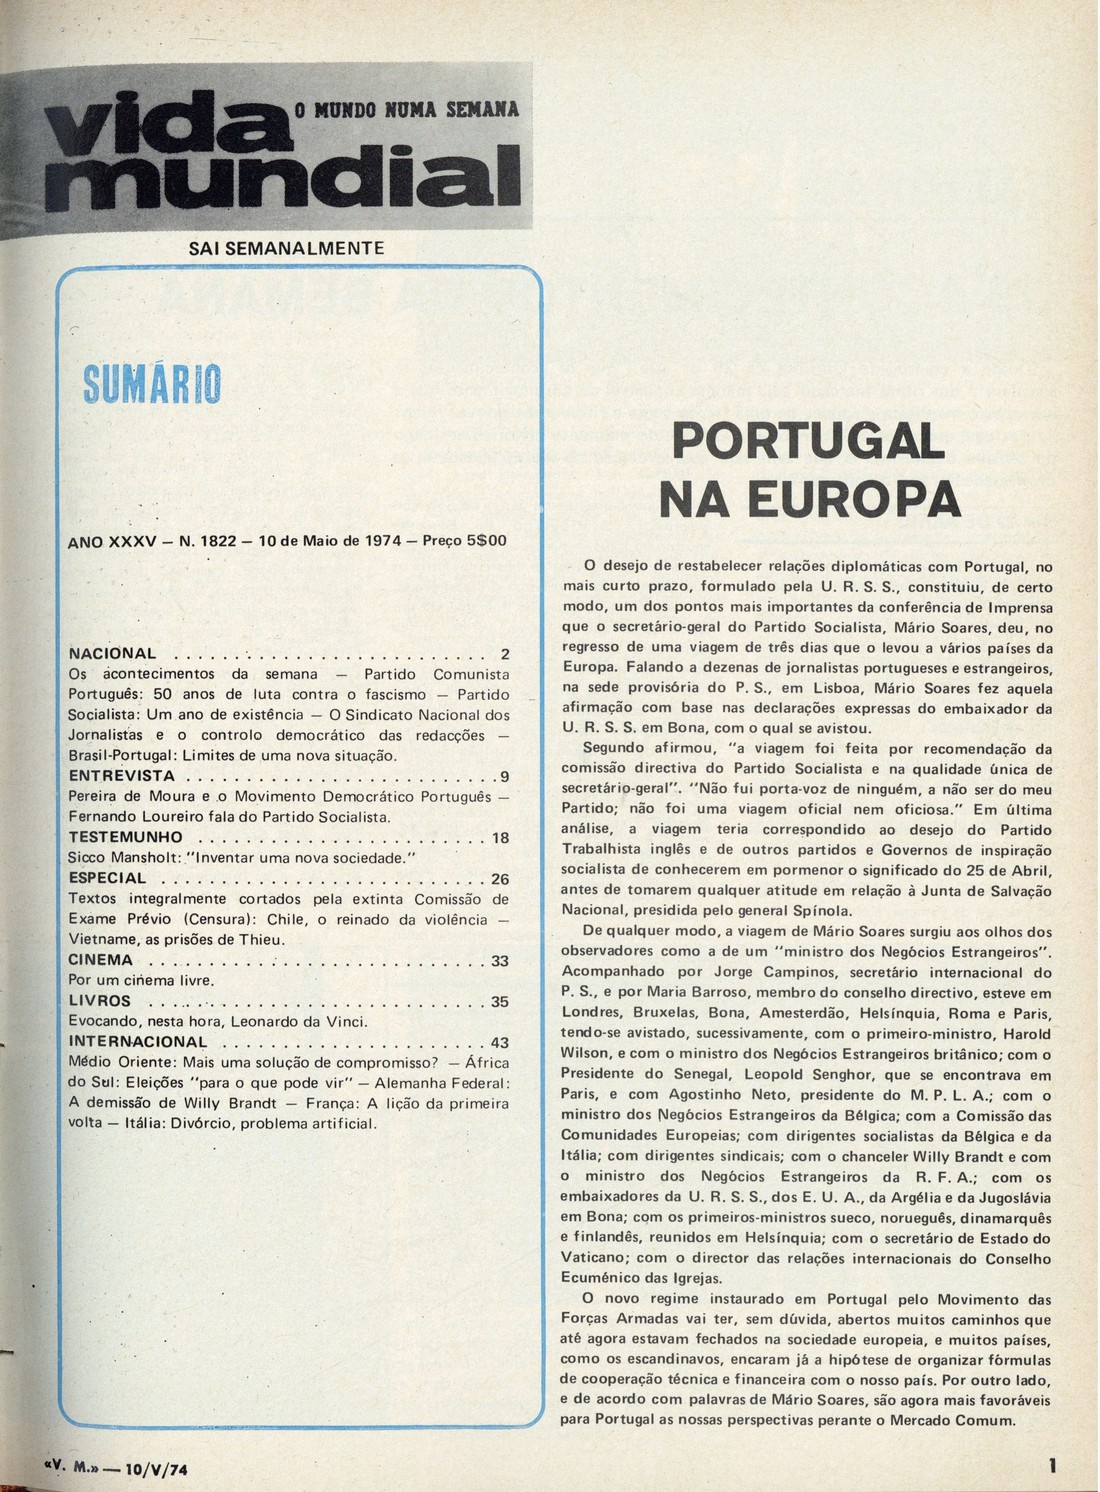 vida
O MUNDO NUMA SEMANA
mundial
SAI SEMANALMENTE
SUMÁRIO
ANO XXXV — N. 1822 — 10 de Maio de 1974 — Preço 5$00
NACIONAL . . . . . . . . . . . . . . . . . . . . . . . . . . . 2
Os acontecimentos da semana — Partido Comunista
Português: 50 anos de luta contra o fascismo — Partido
Socialista: Um ano de existência — O Sindicato Nacional dos
Jornalistas e o controlo democrático das redacções —
Brasil-Portugal: Limites de uma nova situação.
ENTREVISTA . . . . . . . . . . . . . . . . . . . . . . . . . . . 9
Pereira de Moura e o Movimento Democrático Português —
Fernando Loureiro fala do Partido Socialista.
TESTEMUNHO . . . . . . . . . . . . . . . . . . . . . . . . . 18
Sicco Mansholt: "Inventar uma nova sociedade."
ESPECIAL . . . . . . . . . . . . . . . . . . . . . . . . . . . . 26
Textos integralmente cortados pela extinta Comissão de
Exame Prévio (Censura): Chile, o reinado da violência —
Vietname, as prisões de Thieu.
CINEMA . . . . . . . . . . . . . . . . . . . . . . . . . . . . . 33
Por um cinema livre.
LIVROS . . . . . . . . . . . . . . . . . . . . . . . . . . . . . 35
Evocando, nesta hora, Leonardo da Vinci.
INTERNACIONAL . . . . . . . . . . . . . . . . . . . . . . . 43
Médio Oriente: Mais uma solução de compromisso? — África
do Sul: Eleições "para o que pode vir" — Alemanha Federal:
A demissão de Willy Brandt — França: A lição da primeira
volta — Itália: Divórcio, problema artificial.
PORTUGAL
NA EUROPA
O desejo de restabelecer relações diplomáticas com Portugal, no
mais curto prazo, formulado pela U. R. S. S., constituiu, de certo
modo, um dos pontos mais importantes da conferência de Imprensa
que o secretário-geral do Partido Socialista, Mário Soares, deu, no
regresso de uma viagem de três dias que o levou a vários países da
Europa. Falando a dezenas de jornalistas portugueses e estrangeiros,
na sede provisória do P. S., em Lisboa, Mário Soares fez aquela
afirmação com base nas declarações expressas do embaixador da
U. R. S. S. em Bona, com o qual se avistou.
Segundo afirmou, "a viagem foi feita por recomendação da
comissão directiva do Partido Socialista e na qualidade única de
secretário-geral". "Não fui porta-voz de ninguém, a não ser do meu
Partido; não foi uma viagem oficial nem oficiosa." Em última
análise, a viagem teria correspondido ao desejo do Partido
Trabalhista inglês e de outros partidos e Governos de inspiração
socialista de conhecerem em pormenor o significado do 25 de Abril,
antes de tomarem qualquer atitude em relação à Junta de Salvação
Nacional, presidida pelo general Spínola.
De qualquer modo, a viagem de Mário Soares surgiu aos olhos dos
observadores como a de um "ministro dos Negócios Estrangeiros".
Acompanhado por Jorge Campinos, secretário internacional do
P. S., e por Maria Barroso, membro do conselho directivo, esteve em
Londres, Bruxelas, Bona, Amesterdão, Helsínquia, Roma e Paris,
tendo-se avistado, sucessivamente, com o primeiro-ministro, Harold
Wilson, e com o ministro dos Negócios Estrangeiros britânico; com o
Presidente do Senegal, Leopold Senghor, que se encontrava em
Paris, e com Agostinho Neto, presidente do M. P. L. A.; com o
ministro dos Negócios Estrangeiros da Bélgica; com a Comissão das
Comunidades Europeias; com dirigentes socialistas da Bélgica e da
Itália; com dirigentes sindicais; com o chanceler Willy Brandt e com
o ministro dos Negócios Estrangeiros da R. F. A.; com os
embaixadores da U. R. S. S., dos E. U. A., da Argélia e da Jugoslávia
em Bona; com os primeiros-ministros sueco, norueguês, dinamarquês
e finlandês, reunidos em Helsínquia; com o secretário de Estado do
Vaticano; com o director das relações internacionais do Conselho
Ecuménico das Igrejas.
O novo regime instaurado em Portugal pelo Movimento das
Forças Armadas vai ter, sem dúvida, abertos muitos caminhos que
até agora estavam fechados na sociedade europeia, e muitos países,
como os escandinavos, encaram já a hipótese de organizar fórmulas
de cooperação técnica e financeira com o nosso país. Por outro lado,
e de acordo com palavras de Mário Soares, são agora mais favoráveis
para Portugal as nossas perspectivas perante o Mercado Comum.
«V. M.» — 10/V/74
1